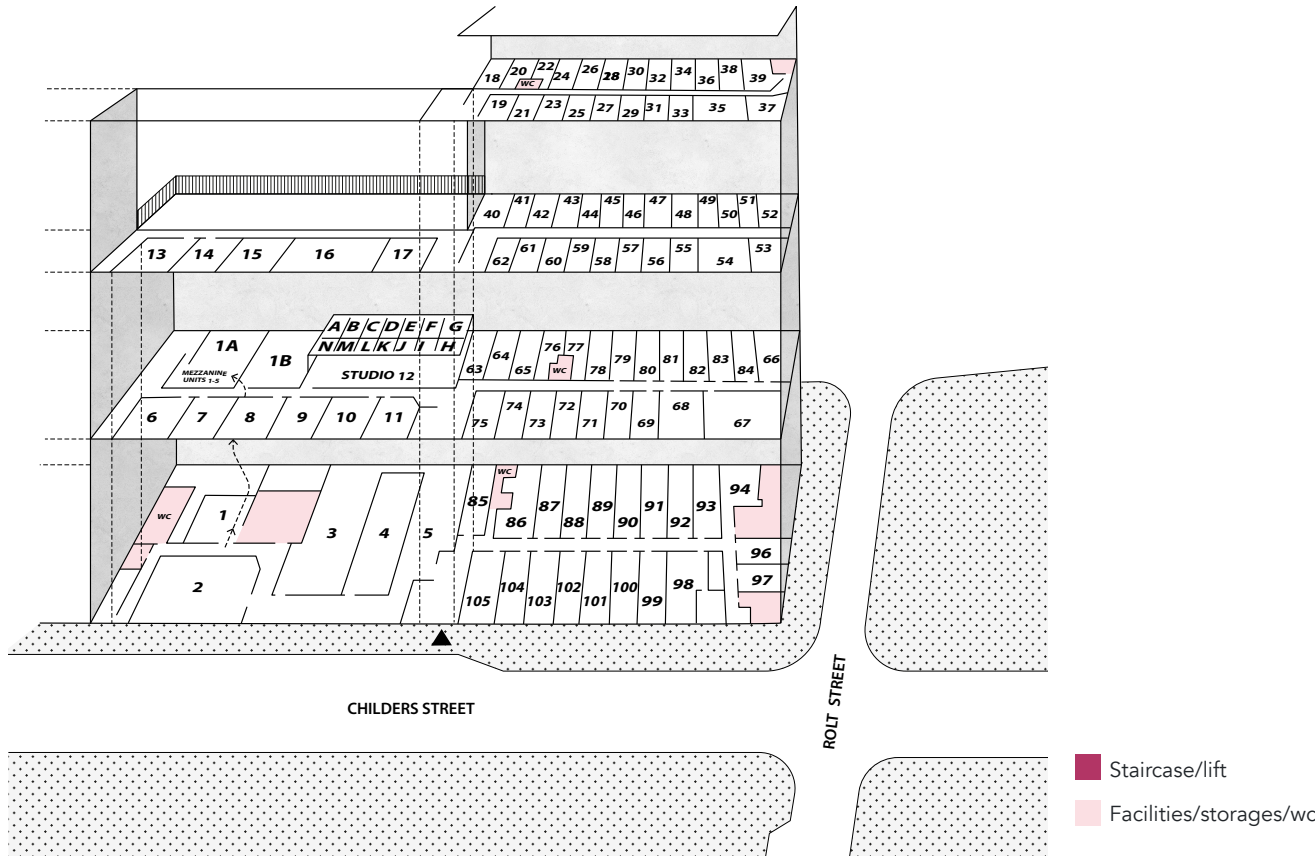 18 20 22 24 26 28 30 32 34 36 38 39
WC
19 21 23 25 27 29 31 33 35 37
40 41 42 43 44 45 46 47 48 49 50 51 52
13 14 15 16 17
62 61 60 59 58 57 56 55 54 53
1A 1B
A B C D E F G
N M L K J I H
MEZZANINE
UNITS 1-5
STUDIO 12
63 64 65 76 77 78 79 80 81 82 83 84 66
WC
6 7 8 9 10 11
75 74 73 72 71 70 69 68 67
WC
85 86 87 88 89 90 91 92 93 94
WC
1 3 4 5
96
97
2
105 104 103 102 101 100 99 98
CHILDERS STREET
ROLT STREET
Staircase/lift
Facilities/storages/wc